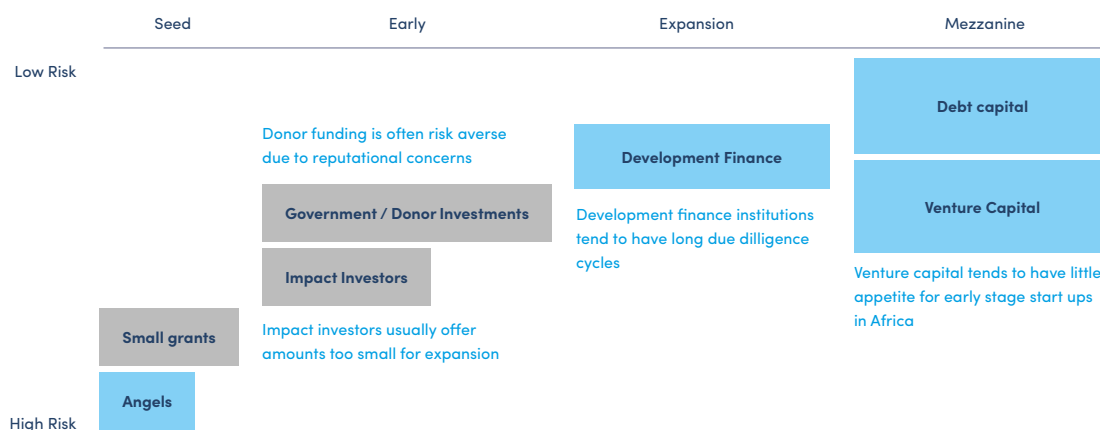 Seed
Early
Expansion
Mezzanine
Low Risk
Debt capital
Donor funding is often risk averse
due to reputational concerns
Development Finance
Government / Donor Investments
Venture Capital
Development finance institutions
tend to have long due dilligence
cycles
Impact Investors
Venture capital tends to have little
appetite for early stage start ups
in Africa
Small grants
Impact investors usually offer
amounts too small for expansion
Angels
High Risk